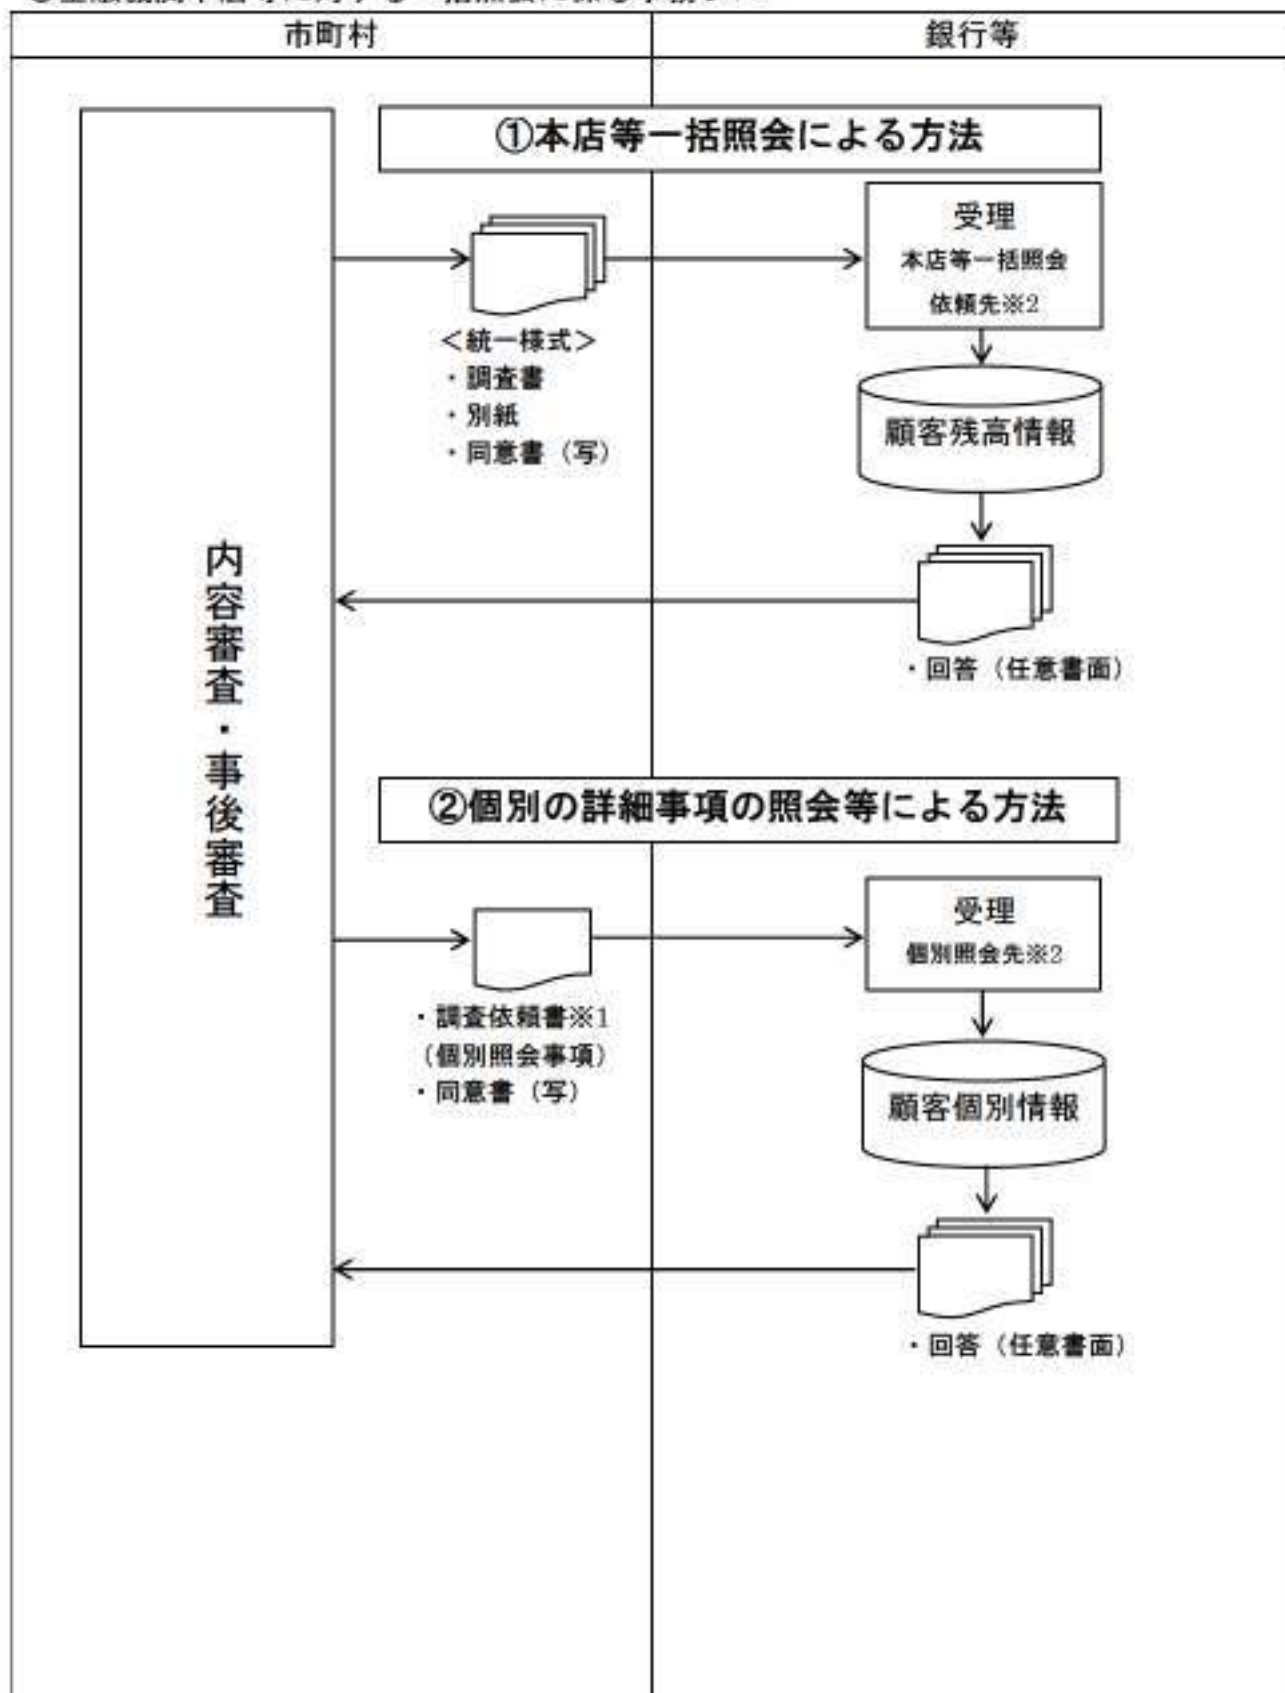 市町村
銀行等
①本店等一括照会による方法
受理
本店等一括照会
依頼先※2
<統一様式>
・調査書
・別紙
・同意書（写）
顧客残高情報
・回答（任意書面）
内容審査・事後審査
②個別の詳細事項の照会等による方法
受理
個別照会先※2
・調査依頼書※1
（個別照会事項）
・同意書（写）
顧客個別情報
・回答（任意書面）